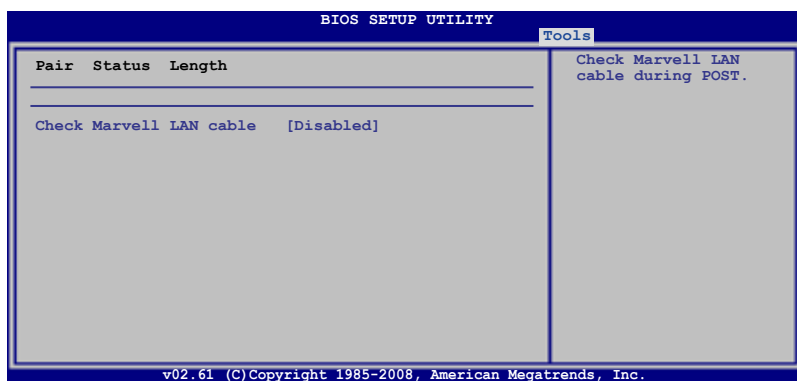 BIOS SETUP UTILITY
Tools
Pair Status Length
Check Marvell LAN cable [Disabled]
Check Marvell LAN
cable during POST.
v02.61 (C)Copyright 1985-2008, American Megatrends, Inc.